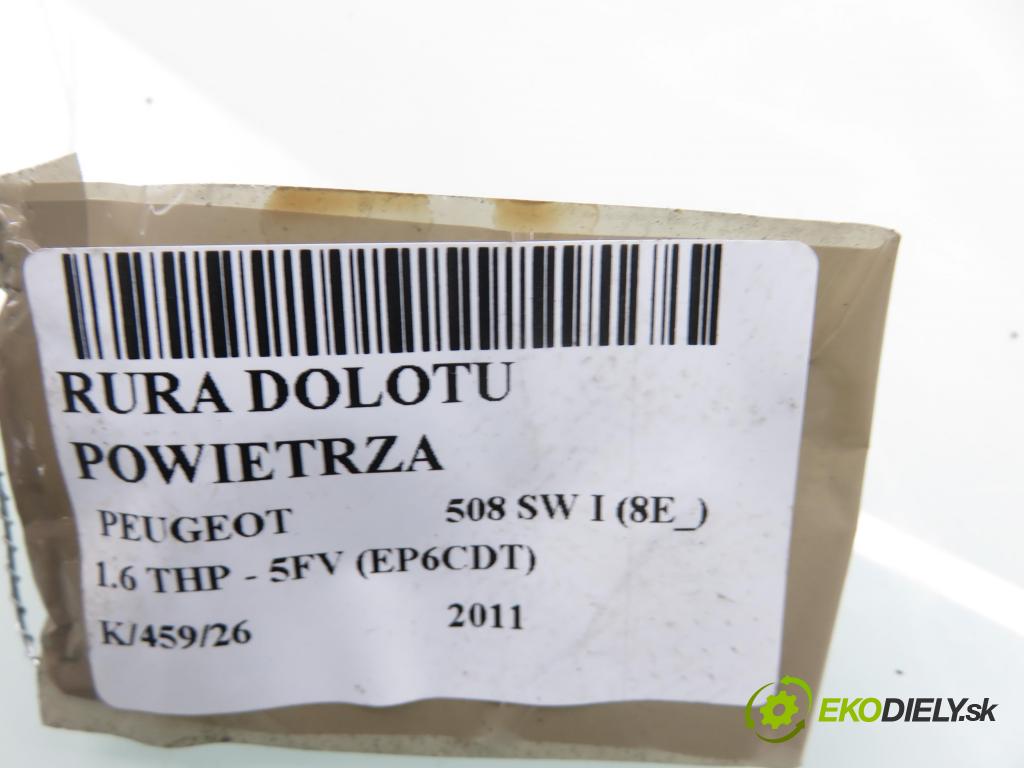 RURA DOLOTU
POWIETRZA
PEUGEOT 508 SW I (8E_)
1.6 THP - 5FV (EP6CDT)
K/459/26 2011
EKODIELY.sk